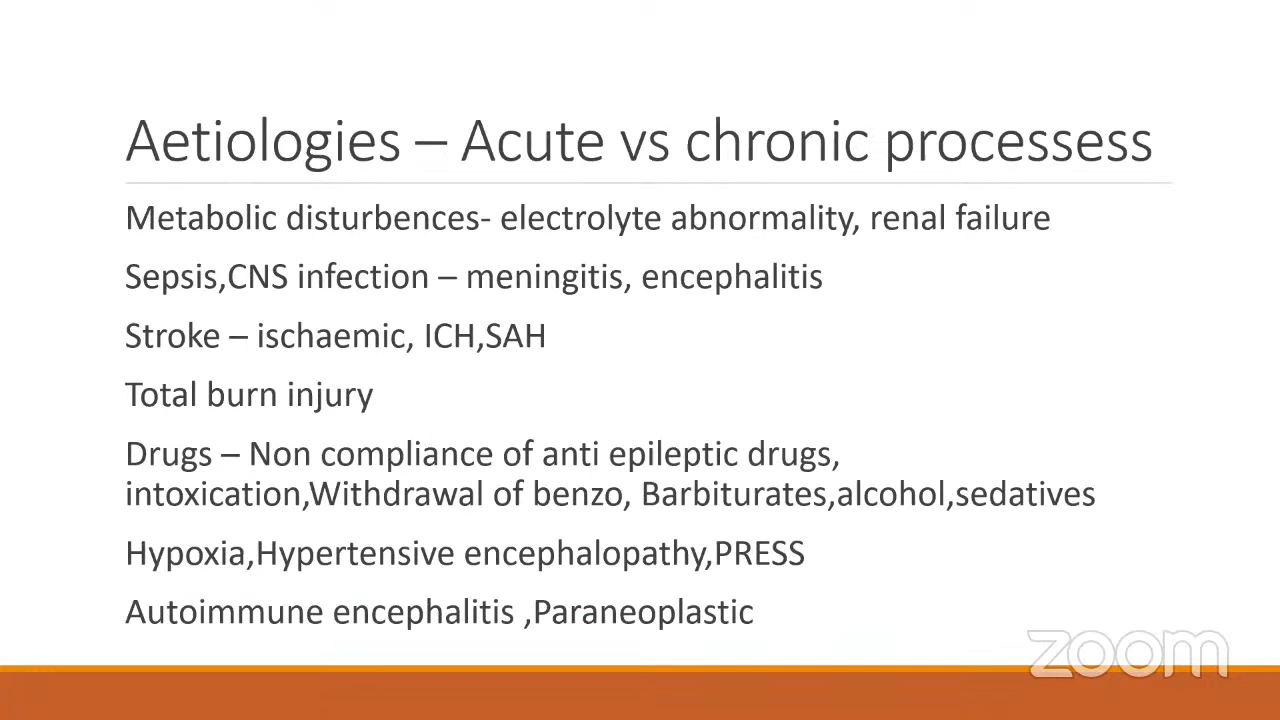 Aetiologies – Acute vs chronic processess
Metabolic disturbences- electrolyte abnormality, renal failure
Sepsis,CNS infection – meningitis, encephalitis
Stroke – ischaemic, ICH,SAH
Total burn injury
Drugs – Non compliance of anti epileptic drugs,
intoxication,Withdrawal of benzo, Barbiturates,alcohol,sedatives
Hypoxia,Hypertensive encephalopathy,PRESS
Autoimmune encephalitis ,Paraneoplastic
zoom